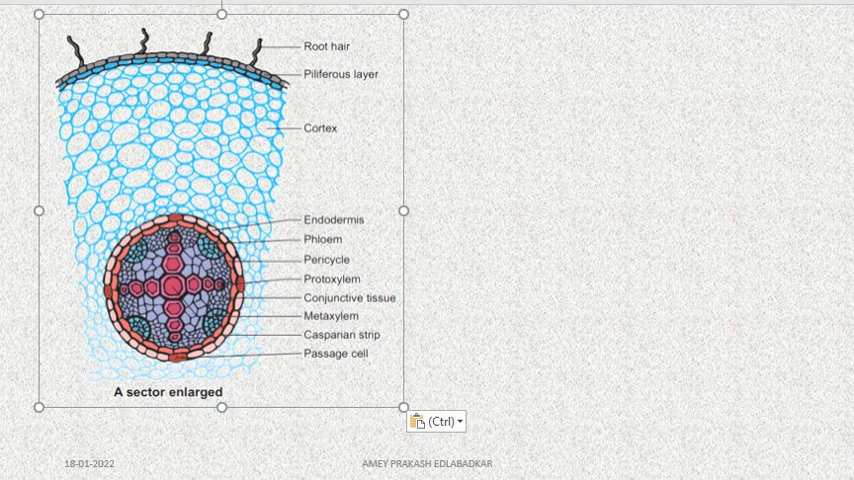 Root hair
Piliferous layer
Cortex
Endodermis
Phloem
Pericycle
Protoxylem
Conjunctive tissue
Metaxylem
Casparian strip
Passage cell
A sector enlarged
(Ctrl)
18-01-2022 AMEY PRAKASH EDLABADKAR